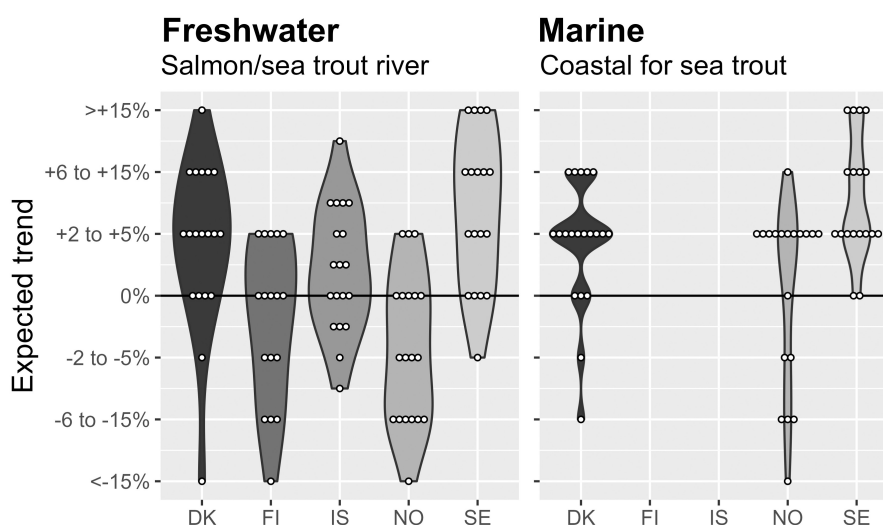 Freshwater
Salmon/sea trout river
Marine
Coastal for sea trout
Expected trend
>+15%
+6 to +15%
+2 to +5%
0%
-2 to -5%
-6 to -15%
<-15%
DK FI IS NO SE
DK FI IS NO SE